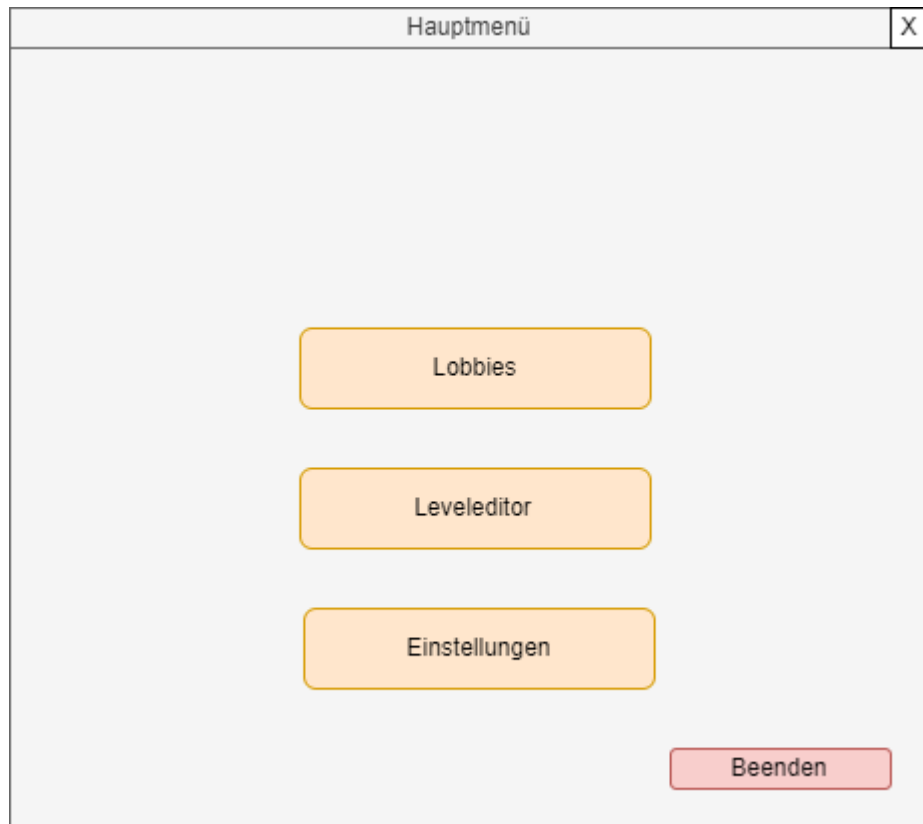 Hauptmenü
X
Lobbies
Leveleditor
Einstellungen
Beenden